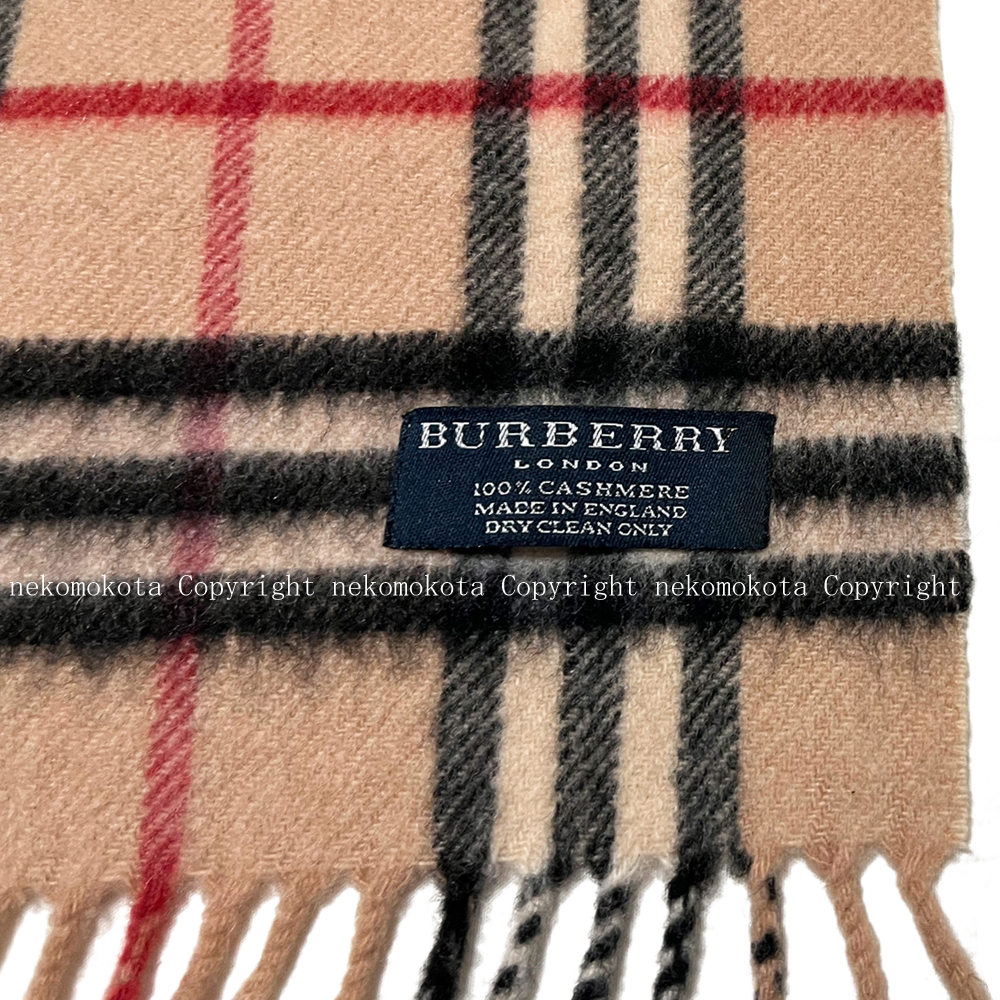 BURBERRY
LONDON
100% CASHMERE
MADE IN ENGLAND
DRY CLEAN ONLY
nekomokota Copyright nekomokota Copyright nekomokota Copyright